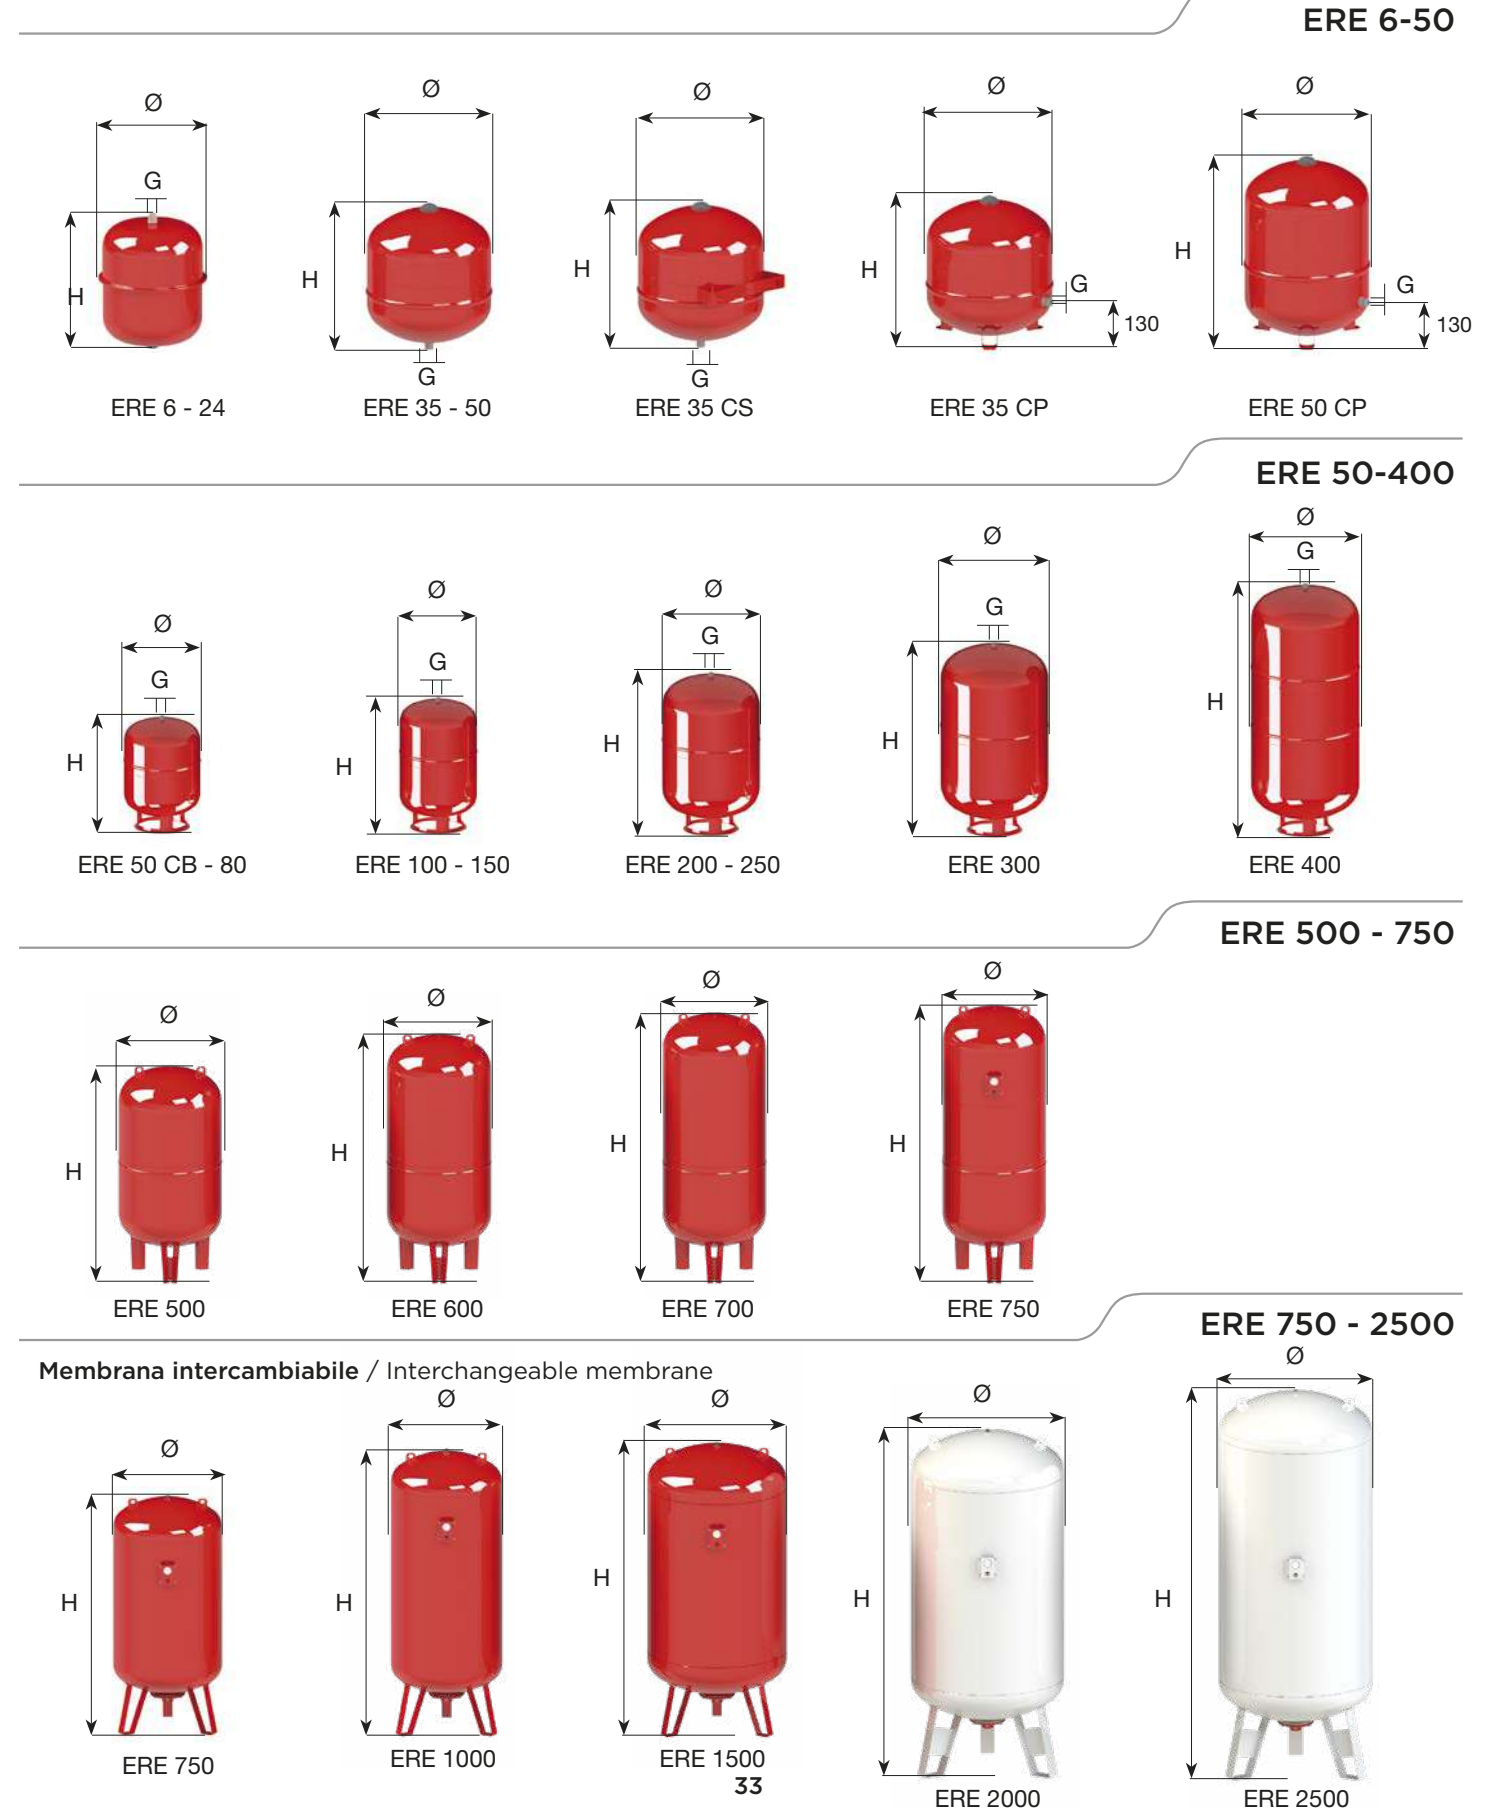 ERE 6-50
Ø Ø Ø Ø Ø
G
H H H H H
G G
130 130
G G
ERE 6 - 24 ERE 35 - 50 ERE 35 CS ERE 35 CP ERE 50 CP
ERE 50-400
Ø Ø Ø Ø Ø
G G G G G
H H H H H
ERE 50 CB - 80 ERE 100 - 150 ERE 200 - 250 ERE 300 ERE 400
ERE 500 - 750
Ø Ø Ø Ø
H H H H
ERE 500 ERE 600 ERE 700 ERE 750
ERE 750 - 2500
Membrana intercambiabile / Interchangeable membrane
Ø Ø Ø Ø Ø
H H H H H
ERE 750 ERE 1000 ERE 1500 ERE 2000 ERE 2500
33